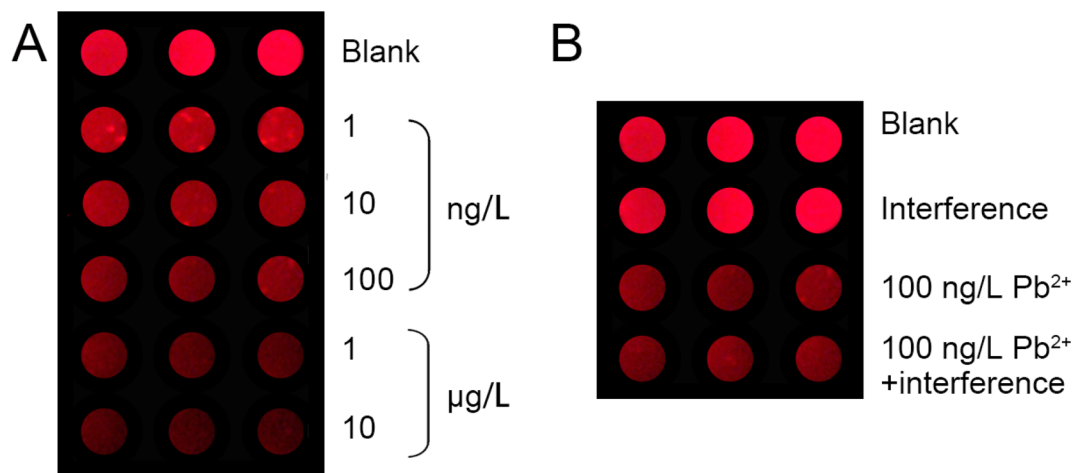 A
Blank
1
10
100
ng/L
1
10
µg/L
B
Blank
Interference
100 ng/L Pb²⁺
100 ng/L Pb²⁺
+interference